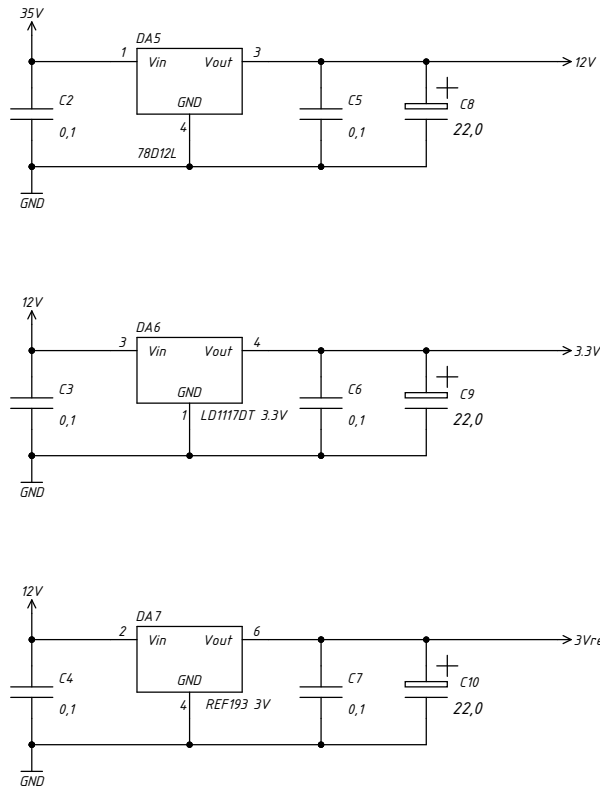 35V
DA5
1 Vin Vout 3 12V
C2 GND C5 C8
0,1 4 0,1 22,0
78D12L
GND
12V
DA6
3 Vin Vout 4 3.3V
C3 GND C6 C9
0,1 1 LD1117DT 3.3V 0,1 22,0
GND
12V
DA7
2 Vin Vout 6 3Vre
C4 GND C7 C10
0,1 4 REF193 3V 0,1 22,0
GND